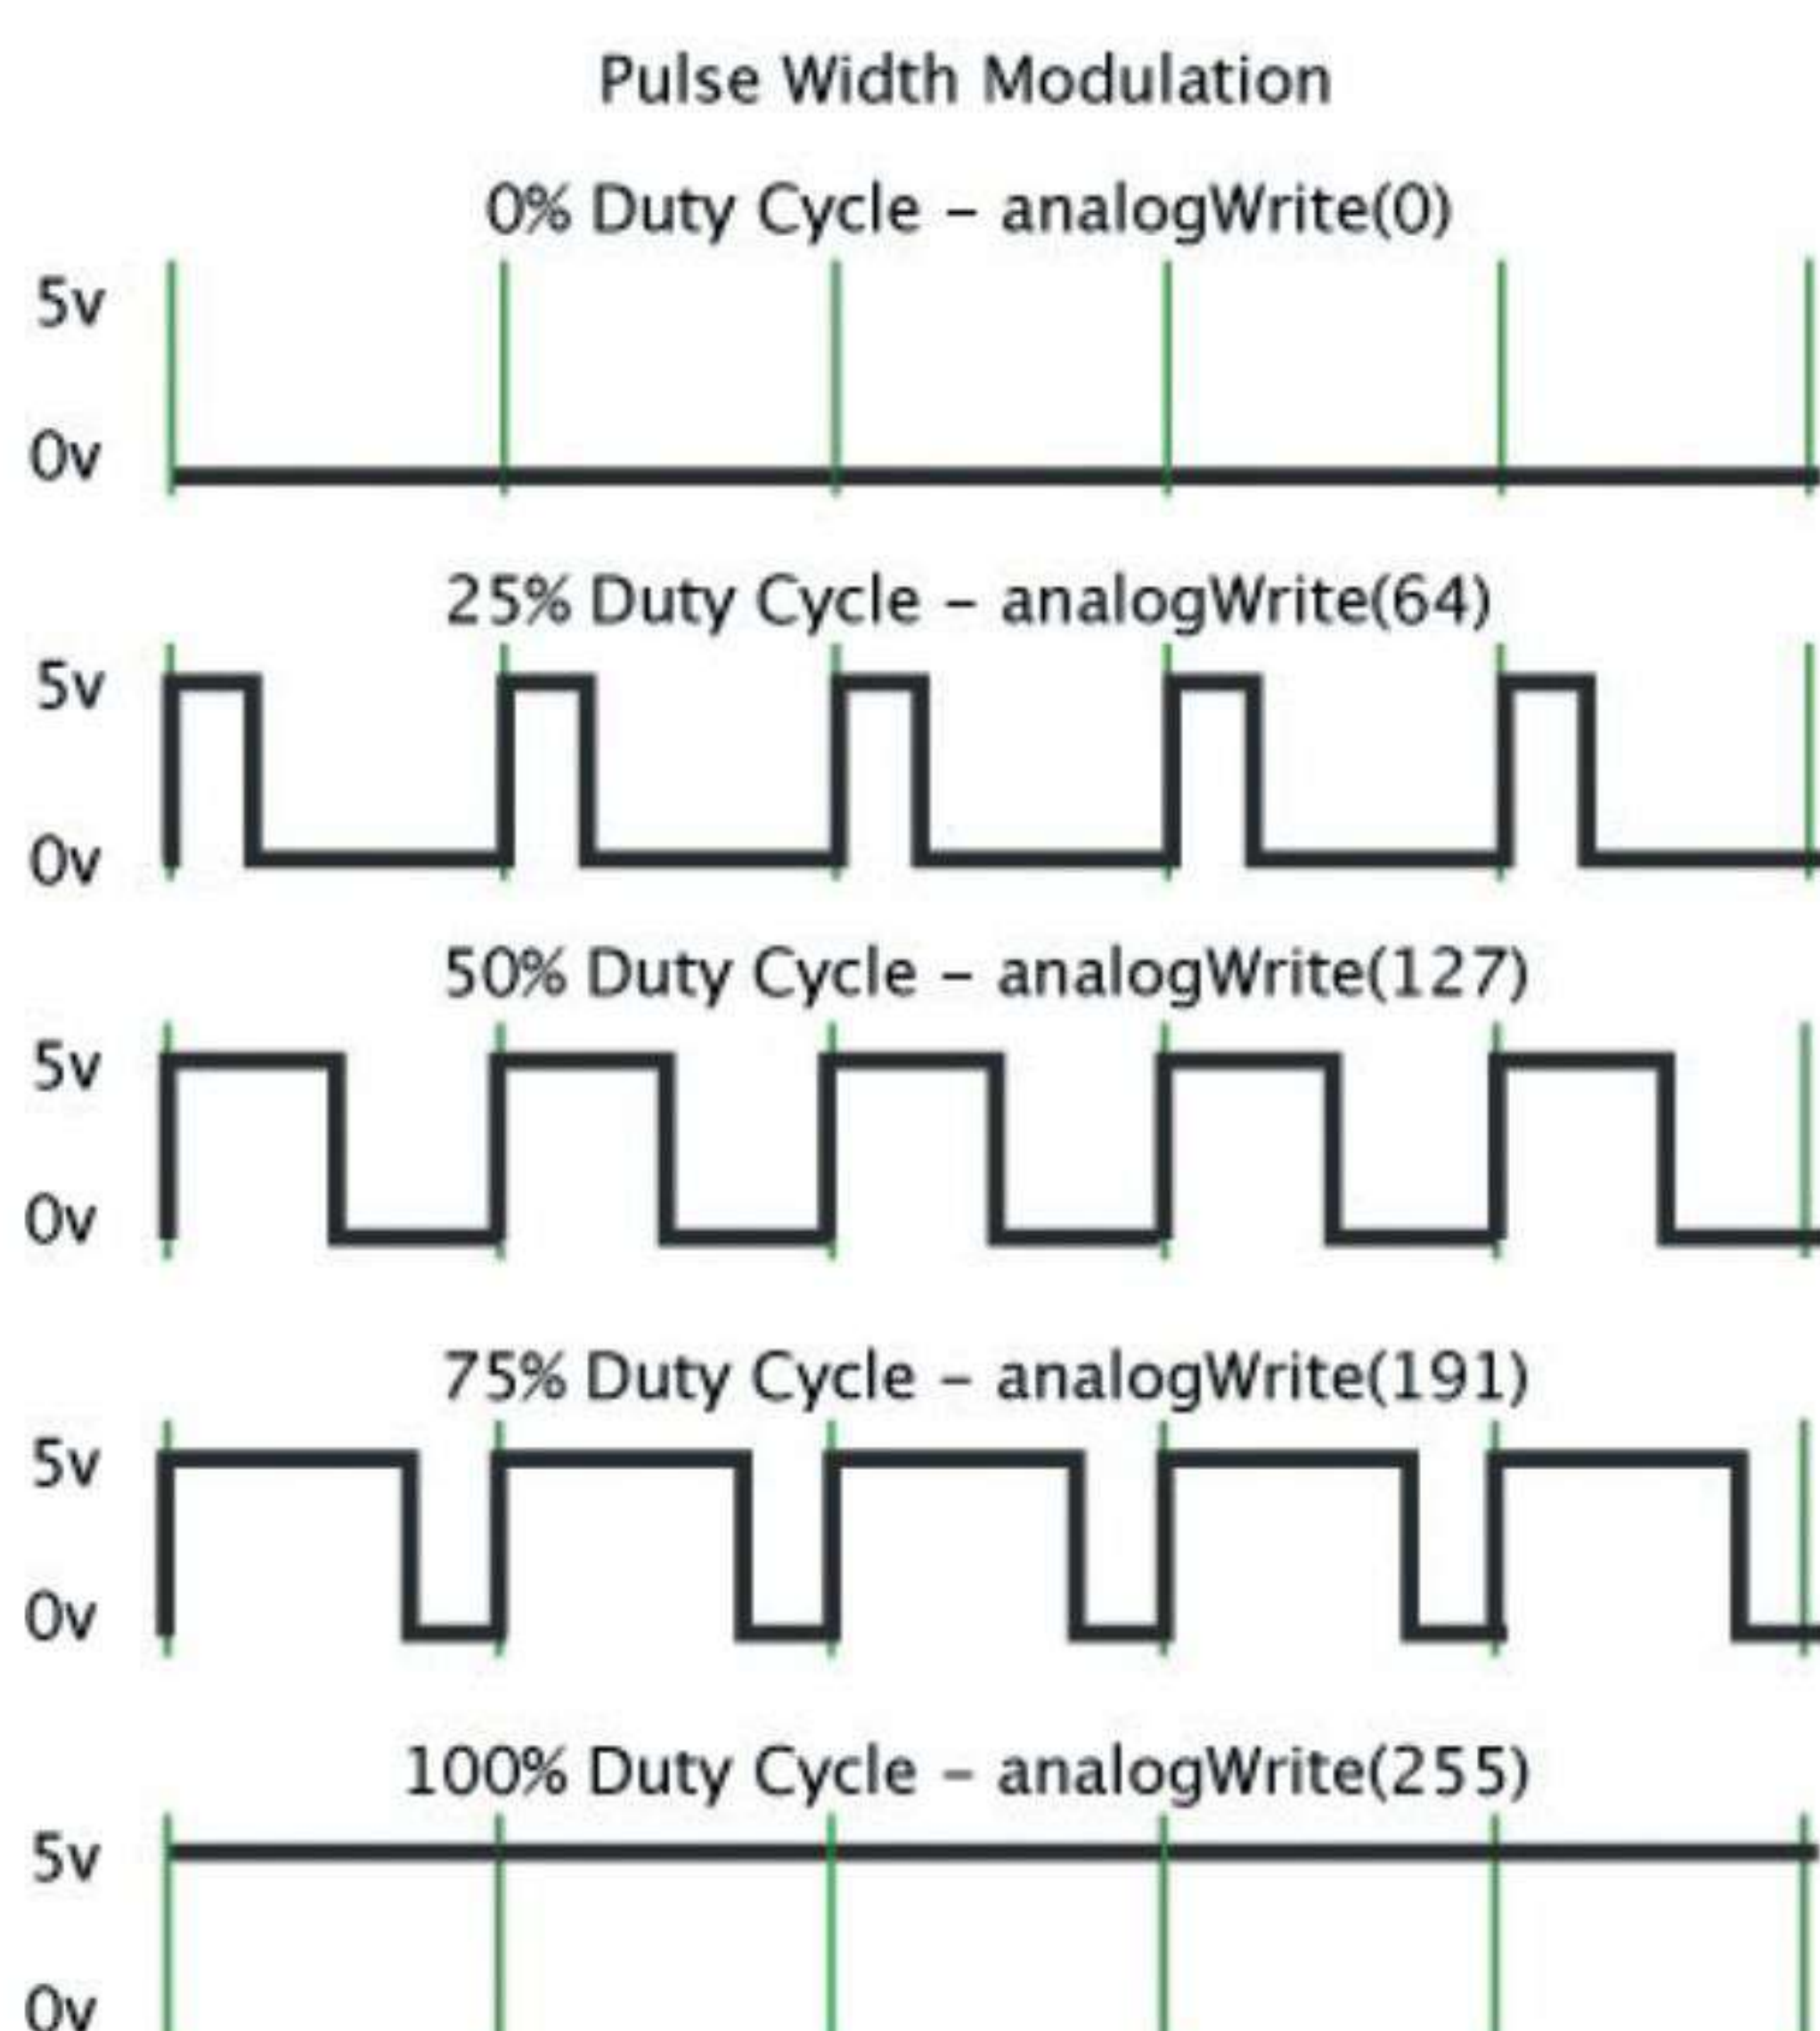 Pulse Width Modulation
0% Duty Cycle – analogWrite(0)
5v
0v
25% Duty Cycle – analogWrite(64)
5v
0v
50% Duty Cycle – analogWrite(127)
5v
0v
75% Duty Cycle – analogWrite(191)
5v
0v
100% Duty Cycle – analogWrite(255)
5v
0v